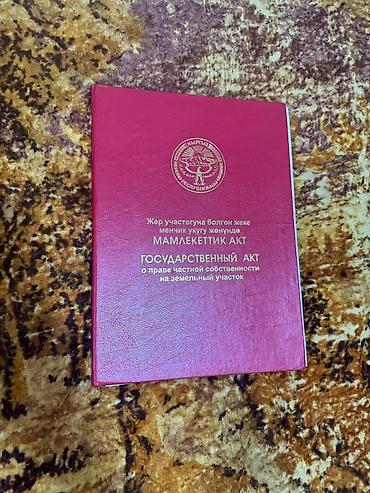 Жер участогуна болгон жеке
менчик укугу жөнүндө
МАМЛЕКЕТТИК АКТ
ГОСУДАРСТВЕННЫЙ АКТ
о праве частной собственности
на земельный участок